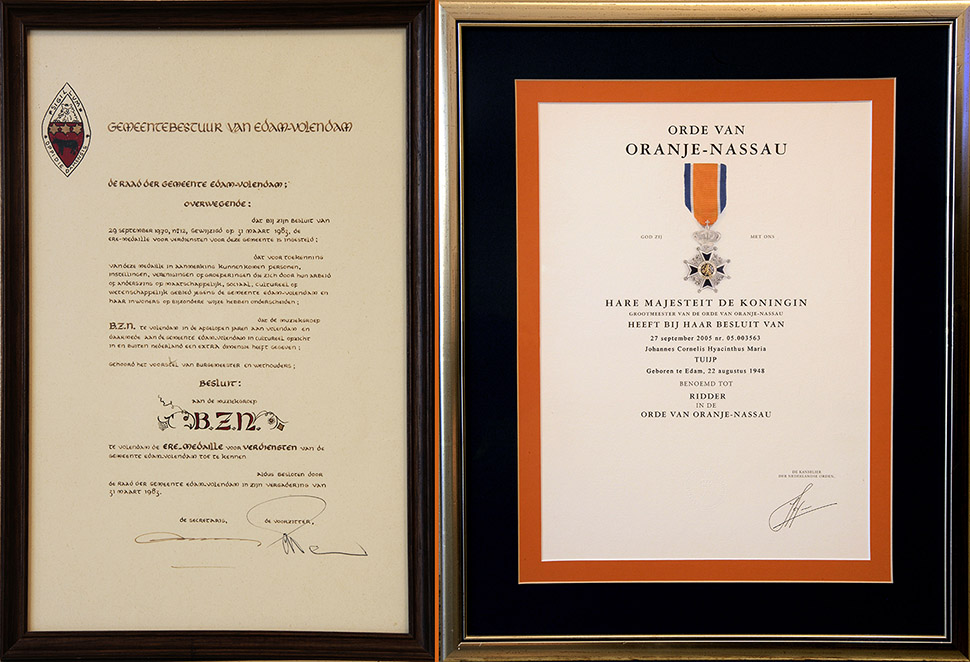 SIGILLUM
OPPIDIE DAMENSIS
GEMEENTEBESTUUR VAN EDAM-VOLENDAM
DE RAAD DER GEMEENTE EDAM-VOLENDAM;
OVERWEGENDE:
DAT BIJ ZIJN BESLUIT VAN
29 SEPTEMBER 1970, Nº 12, GEWIJZIGD OP 31 MAART 1983, DE
ERE-MEDAILLE VOOR VERDIENSTEN VOOR DEZE GEMEENTE IS INGESTELD;
DAT VOOR TOEKENNING
VAN DEZE MEDAILLE IN AANMERKING KUNNEN KOMEN PERSONEN,
INSTELLINGEN, VERENIGINGEN OF GROEPERINGEN DIE ZICH DOOR HUN ARBEID
OP ANDERSZINS OP MAATSCHAPPELIJK, SOCIAAL, CULTUREEL OF
WETENSCHAPPELIJK GEBIED JEGENS DE GEMEENTE EDAM-VOLENDAM EN
HAAR INWONERS OP BIJZONDERE WIJZE HEBBEN ONDERSCHEIDEN;
DAT DE MUZIEKGROEP
B.Z.N. TE VOLENDAM IN DE AFGELOPEN JAREN AAN VOLENDAM EN
DAARMEDE AAN DE GEMEENTE EDAM-VOLENDAM IN CULTUREEL OPZICHT
IN EN BUITEN NEDERLAND EEN EXTRA DIMENSIE HEEFT GEGEVEN;
GEHOORD HET VOORSTEL VAN BURGEMEESTER EN WETHOUDERS;
BESLUIT:
AAN DE MUZIEKGROEP
B.Z.N.
TE VOLENDAM DE ERE-MEDAILLE VOOR VERDIENSTEN VAN DE
GEMEENTE EDAM-VOLENDAM TOE TE KENNEN
ALDUS BESLOTEN DOOR
DE RAAD DER GEMEENTE EDAM-VOLENDAM IN ZIJN VERGADERING VAN
31 MAART 1983.
DE SECRETARIS, DE VOORZITTER,
ORDE VAN
ORANJE-NASSAU
GOD ZIJ MET ONS
HARE MAJESTEIT DE KONINGIN
GROOTMEESTER VAN DE ORDE VAN ORANJE-NASSAU
HEEFT BIJ HAAR BESLUIT VAN
27 september 2005 nr. 05.003563
Johannes Cornelis Hyacinthus Maria
TUIJP
Geboren te Edam, 22 augustus 1948
BENOEMD TOT
RIDDER
IN DE
ORDE VAN ORANJE-NASSAU
DE KANSELIER
DER NEDERLANDSE ORDEN,